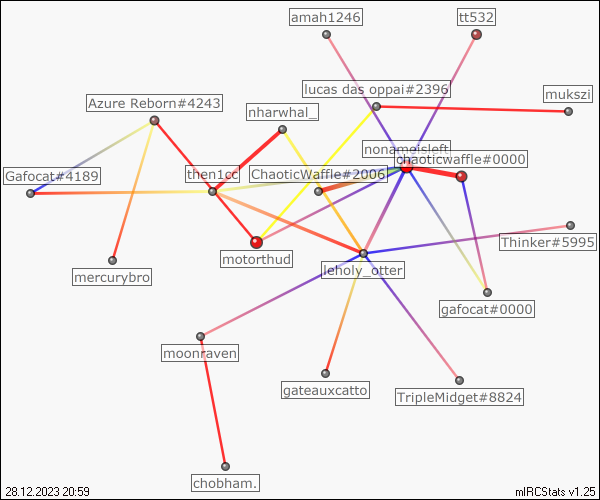 amah1246
tt532
lucas das oppai#2396
mukszi
Azure Reborn#4243
nharwhal_
nonameisleft
chaoticwaffle#0000
Gafocat#4189
then1cc
ChaoticWaffle#2006
Thinker#5995
motorthud
leholy_otter
mercurybro
gafocat#0000
moonraven
gateauxcatto
TripleMidget#8824
chobham.
28.12.2023 20:59
mIRCStats v1.25